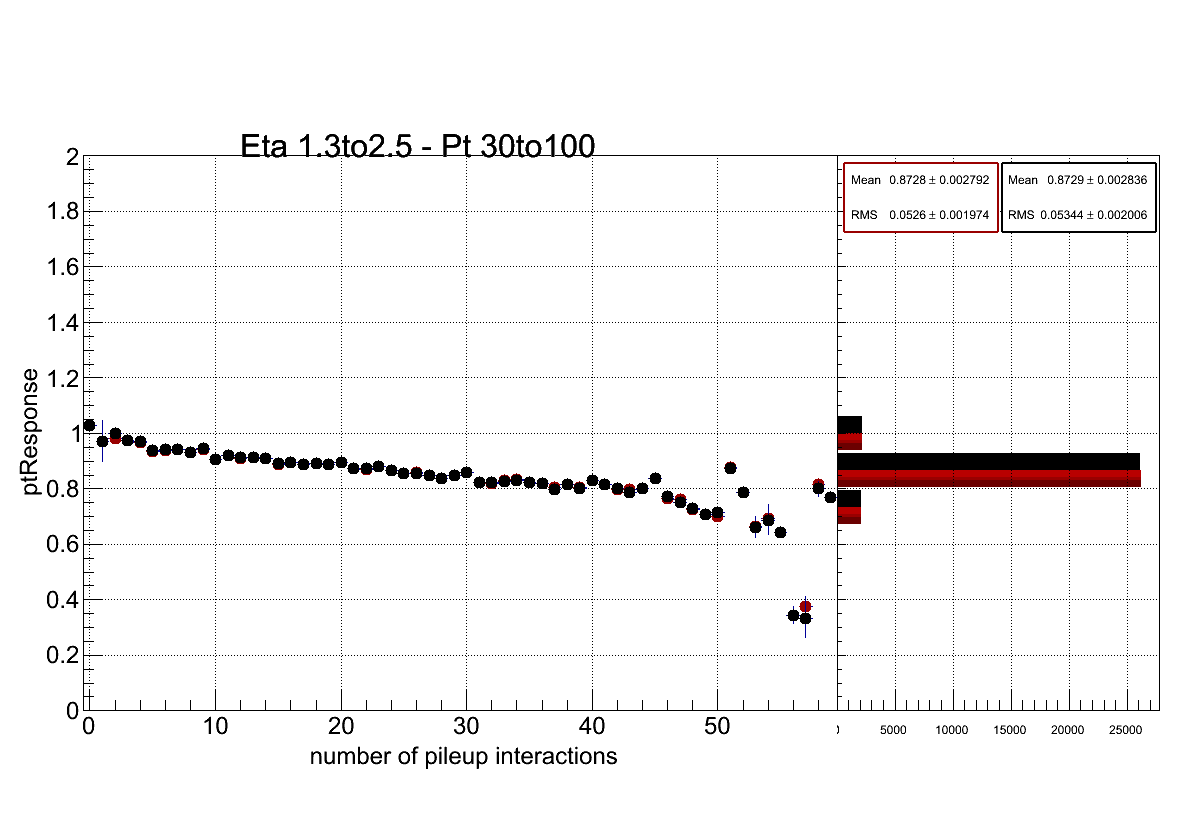 Eta 1.3to2.5 - Pt 30to100
2
1.8
1.6
1.4
1.2
1
0.8
0.6
0.4
0.2
0
ptResponse
0 10 20 30 40 50
number of pileup interactions
Mean 0.8728 ± 0.002792
RMS 0.0526 ± 0.001974
Mean 0.8729 ± 0.002836
RMS 0.05344 ± 0.002006
5000 10000 15000 20000 25000